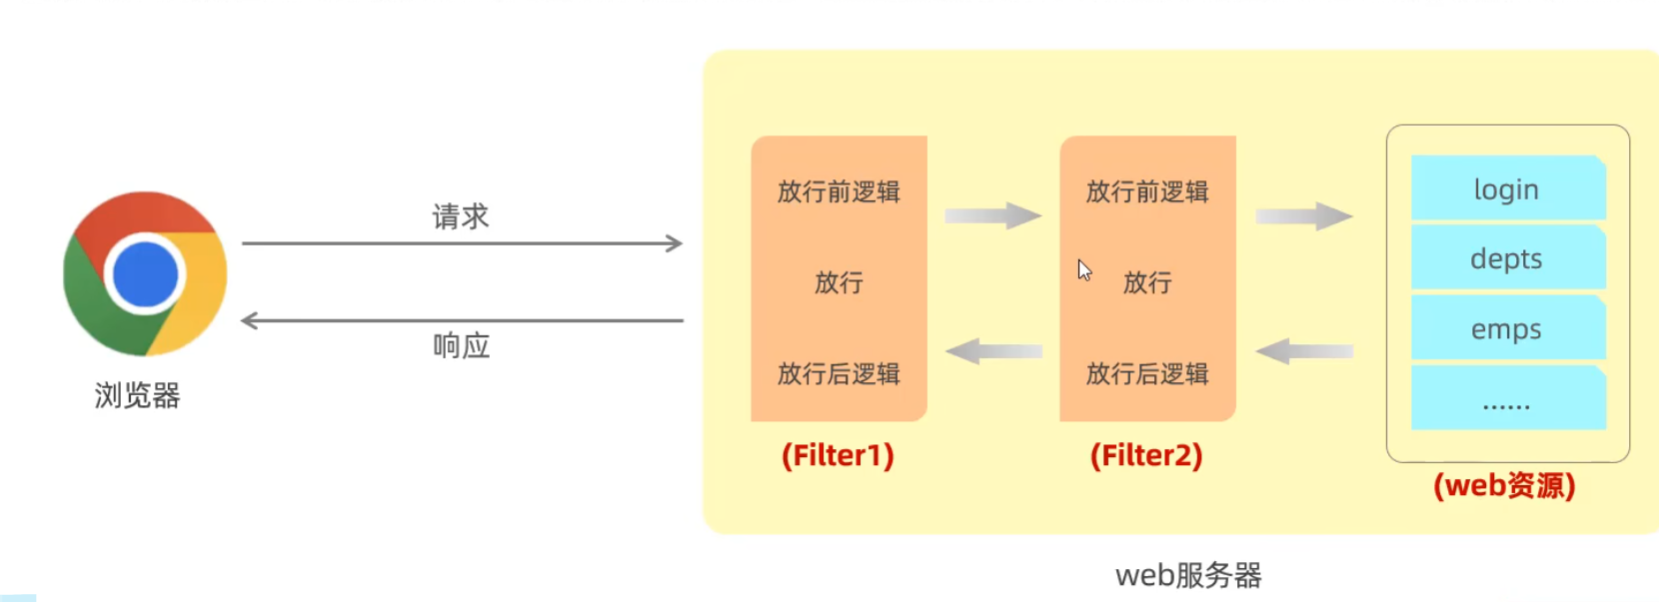 请求
响应
浏览器
放行前逻辑
放行
放行后逻辑
(Filter1)
放行前逻辑
放行
放行后逻辑
(Filter2)
login
depts
emps
......
(web资源)
web服务器